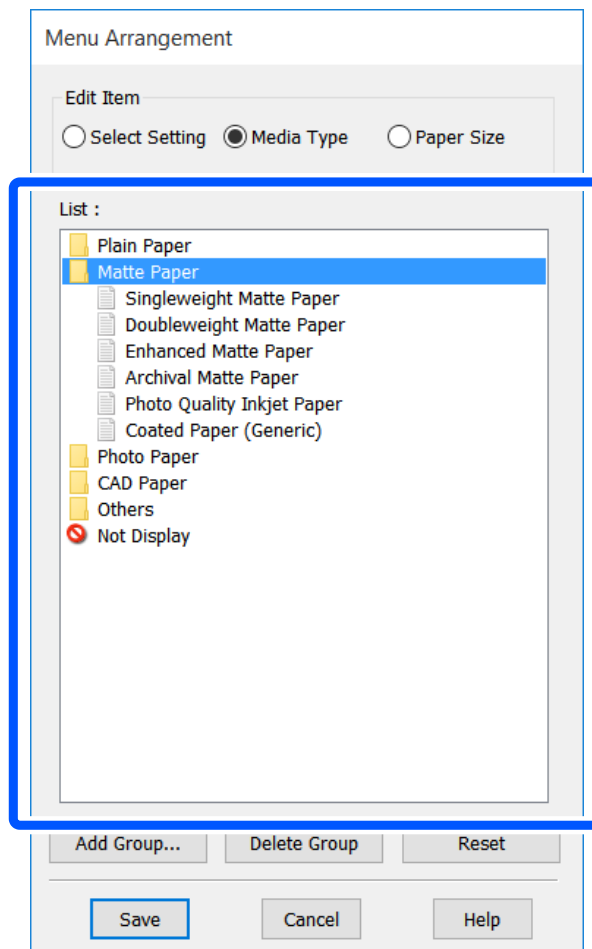 Menu Arrangement
Edit Item
Select Setting Media Type Paper Size
List :
Plain Paper
Matte Paper
Singleweight Matte Paper
Doubleweight Matte Paper
Enhanced Matte Paper
Archival Matte Paper
Photo Quality Inkjet Paper
Coated Paper (Generic)
Photo Paper
CAD Paper
Others
Not Display
Add Group... Delete Group Reset
Save Cancel Help